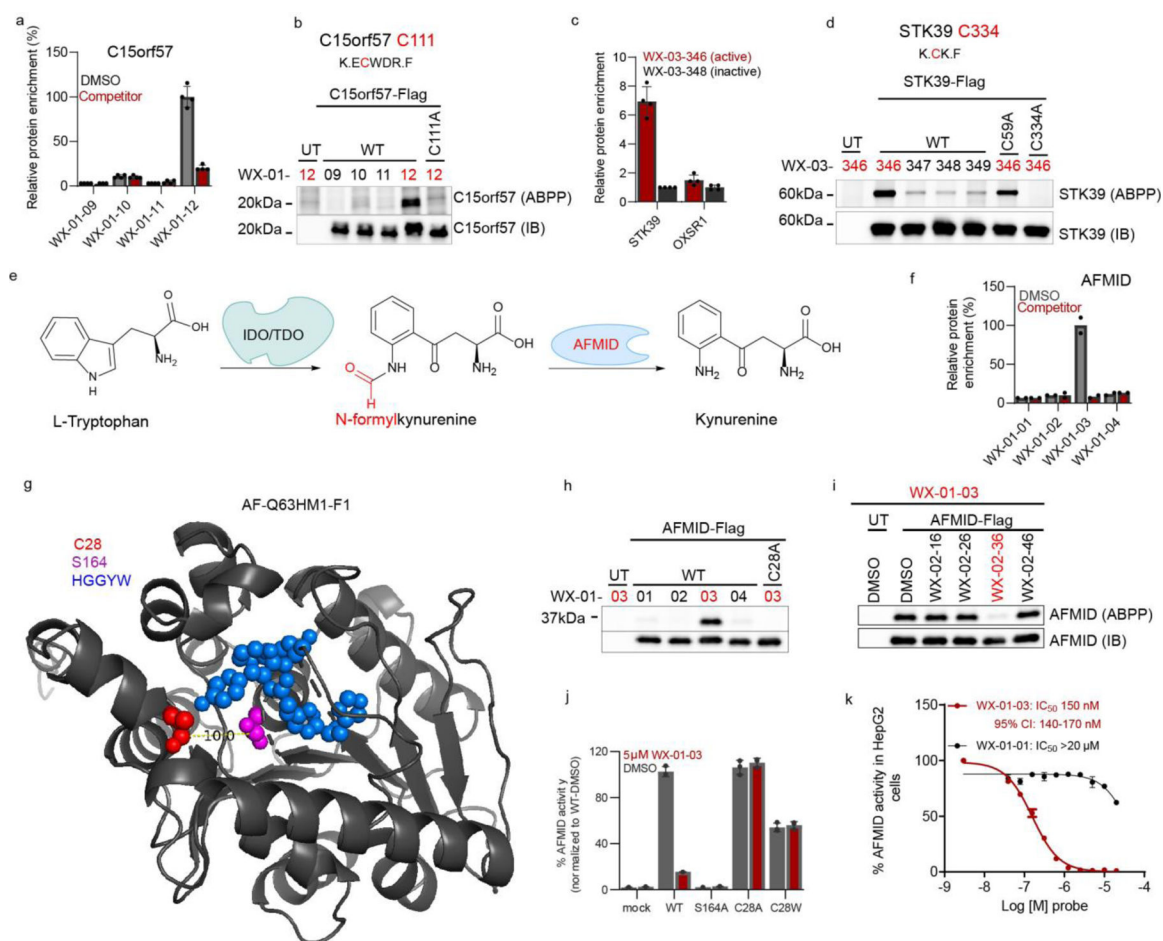 a
C15orf57
Relative protein enrichment (%)
150
100
50
0
DMSO
Competitor
WX-01-09
WX-01-10
WX-01-11
WX-01-12
b
C15orf57 C111
K.ECWDR.F
C15orf57-Flag
UT
WT
C111A
WX-01- 12 09 10 11 12 12
20kDa
C15orf57 (ABPP)
20kDa
C15orf57 (IB)
c
Relative protein enrichment
8
6
4
2
0
WX-03-346 (active)
WX-03-348 (inactive)
STK39
OXSR1
d
STK39 C334
K.CK.F
STK39-Flag
UT
WT
C59A
C334A
WX-03- 346 346 347 348 349 346 346
60kDa
STK39 (ABPP)
60kDa
STK39 (IB)
e
L-Tryptophan
O
OH
NH2
N
H
IDO/TDO
N-formylkynurenine
O
OH
HN
O
NH2
O
H
AFMID
Kynurenine
O
OH
NH2
O
NH2
f
AFMID
Relative protein
enrichment (%)
150
100
50
0
DMSO
Competitor
WX-01-01
WX-01-02
WX-01-03
WX-01-04
g
AF-Q63HM1-F1
C28
S164
HGGYW
10.0
h
AFMID-Flag
UT
WT
C28A
WX-01- 03 01 02 03 04 03
37kDa
i
WX-01-03
UT
AFMID-Flag
DMSO
DMSO
WX-02-16
WX-02-26
WX-02-36
WX-02-46
AFMID (ABPP)
AFMID (IB)
j
% AFMID activit y
(normalized to WT-DMSO)
120
80
40
0
5µM WX-01-03
DMSO
mock
WT
S164A
C28A
C28W
k
WX-01-03: IC50 150 nM
95% CI: 140-170 nM
WX-01-01: IC50 >20 µM
% AFMID activity in HepG2
cells
100
50
0
-9
-8
-7
-6
-5
-4
Log [M] probe